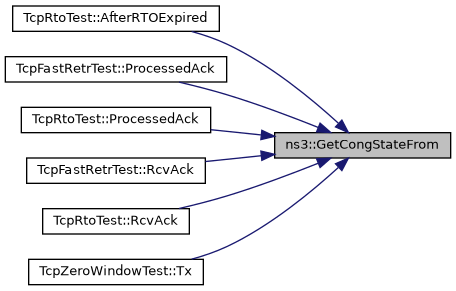 TcpRtoTest::AfterRTOExpired
TcpFastRetrTest::ProcessedAck
TcpRtoTest::ProcessedAck
ns3::GetCongStateFrom
TcpFastRetrTest::RcvAck
TcpRtoTest::RcvAck
TcpZeroWindowTest::Tx